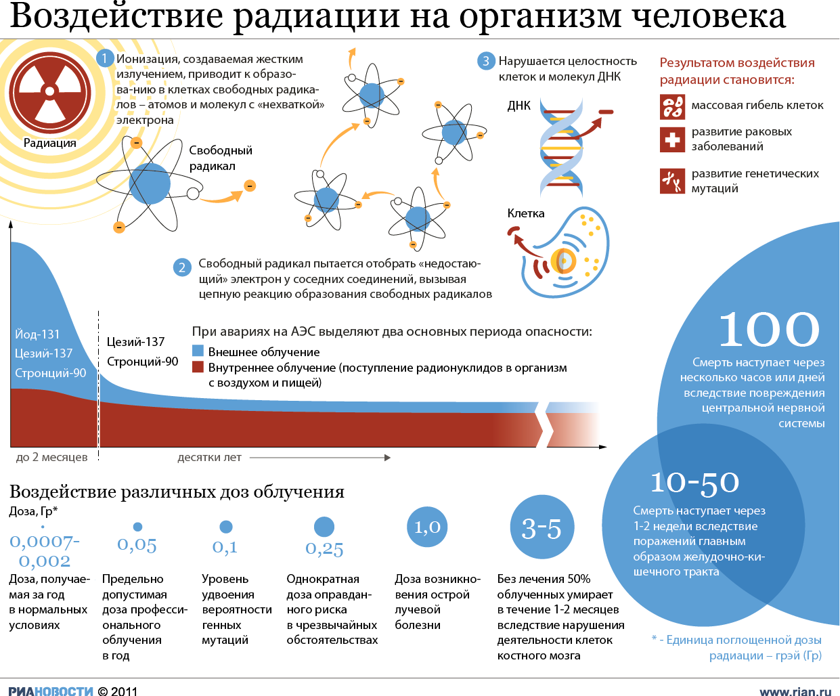 Воздействие радиации на организм человека
1
Ионизация, создаваемая жестким
излучением, приводит к образо-
ва-нию в клетках свободных радика-
лов – атомов и молекул с «нехваткой»
электрона
Радиация
Свободный
радикал
2
Свободный радикал пытается отобрать «недостаю-
щий» электрон у соседних соединений, вызывая
цепную реакцию образования свободных радикалов
3
Нарушается целостность
клеток и молекул ДНК
ДНК
Клетка
Результатом воздействия
радиации становится:
массовая гибель клеток
развитие раковых
заболеваний
развитие генетических
мутаций
При авариях на АЭС выделяют два основных периода опасности:
Внешнее облучение
Внутреннее облучение (поступление радионуклидов в организм
с воздухом и пищей)
Йод-131
Цезий-137
Стронций-90
Цезий-137
Стронций-90
до 2 месяцев
десятки лет
Воздействие различных доз облучения
Доза, Гр*
0,0007-
0,002
Доза, получае-
мая за год
в нормальных
условиях
0,05
Предельно
допустимая
доза професси-
онального
облучения
в год
0,1
Уровень
удвоения
вероятности
генных
мутаций
0,25
Однократная
доза оправдан-
ного риска
в чрезвычайных
обстоятельствах
1,0
Доза возникно-
вения острой
лучевой
болезни
3-5
Без лечения 50%
облученных умирает
в течение 1-2 месяцев
вследствие нарушения
деятельности клеток
костного мозга
10-50
Смерть наступает через
1-2 недели вследствие
поражений главным
образом желудочно-ки-
шечного тракта
100
Смерть наступает через
несколько часов или дней
вследствие повреждения
центральной нервной
системы
* - Единица поглощенной дозы
радиации – грэй (Гр)
РИАНОВОСТИ © 2011
www.rian.ru